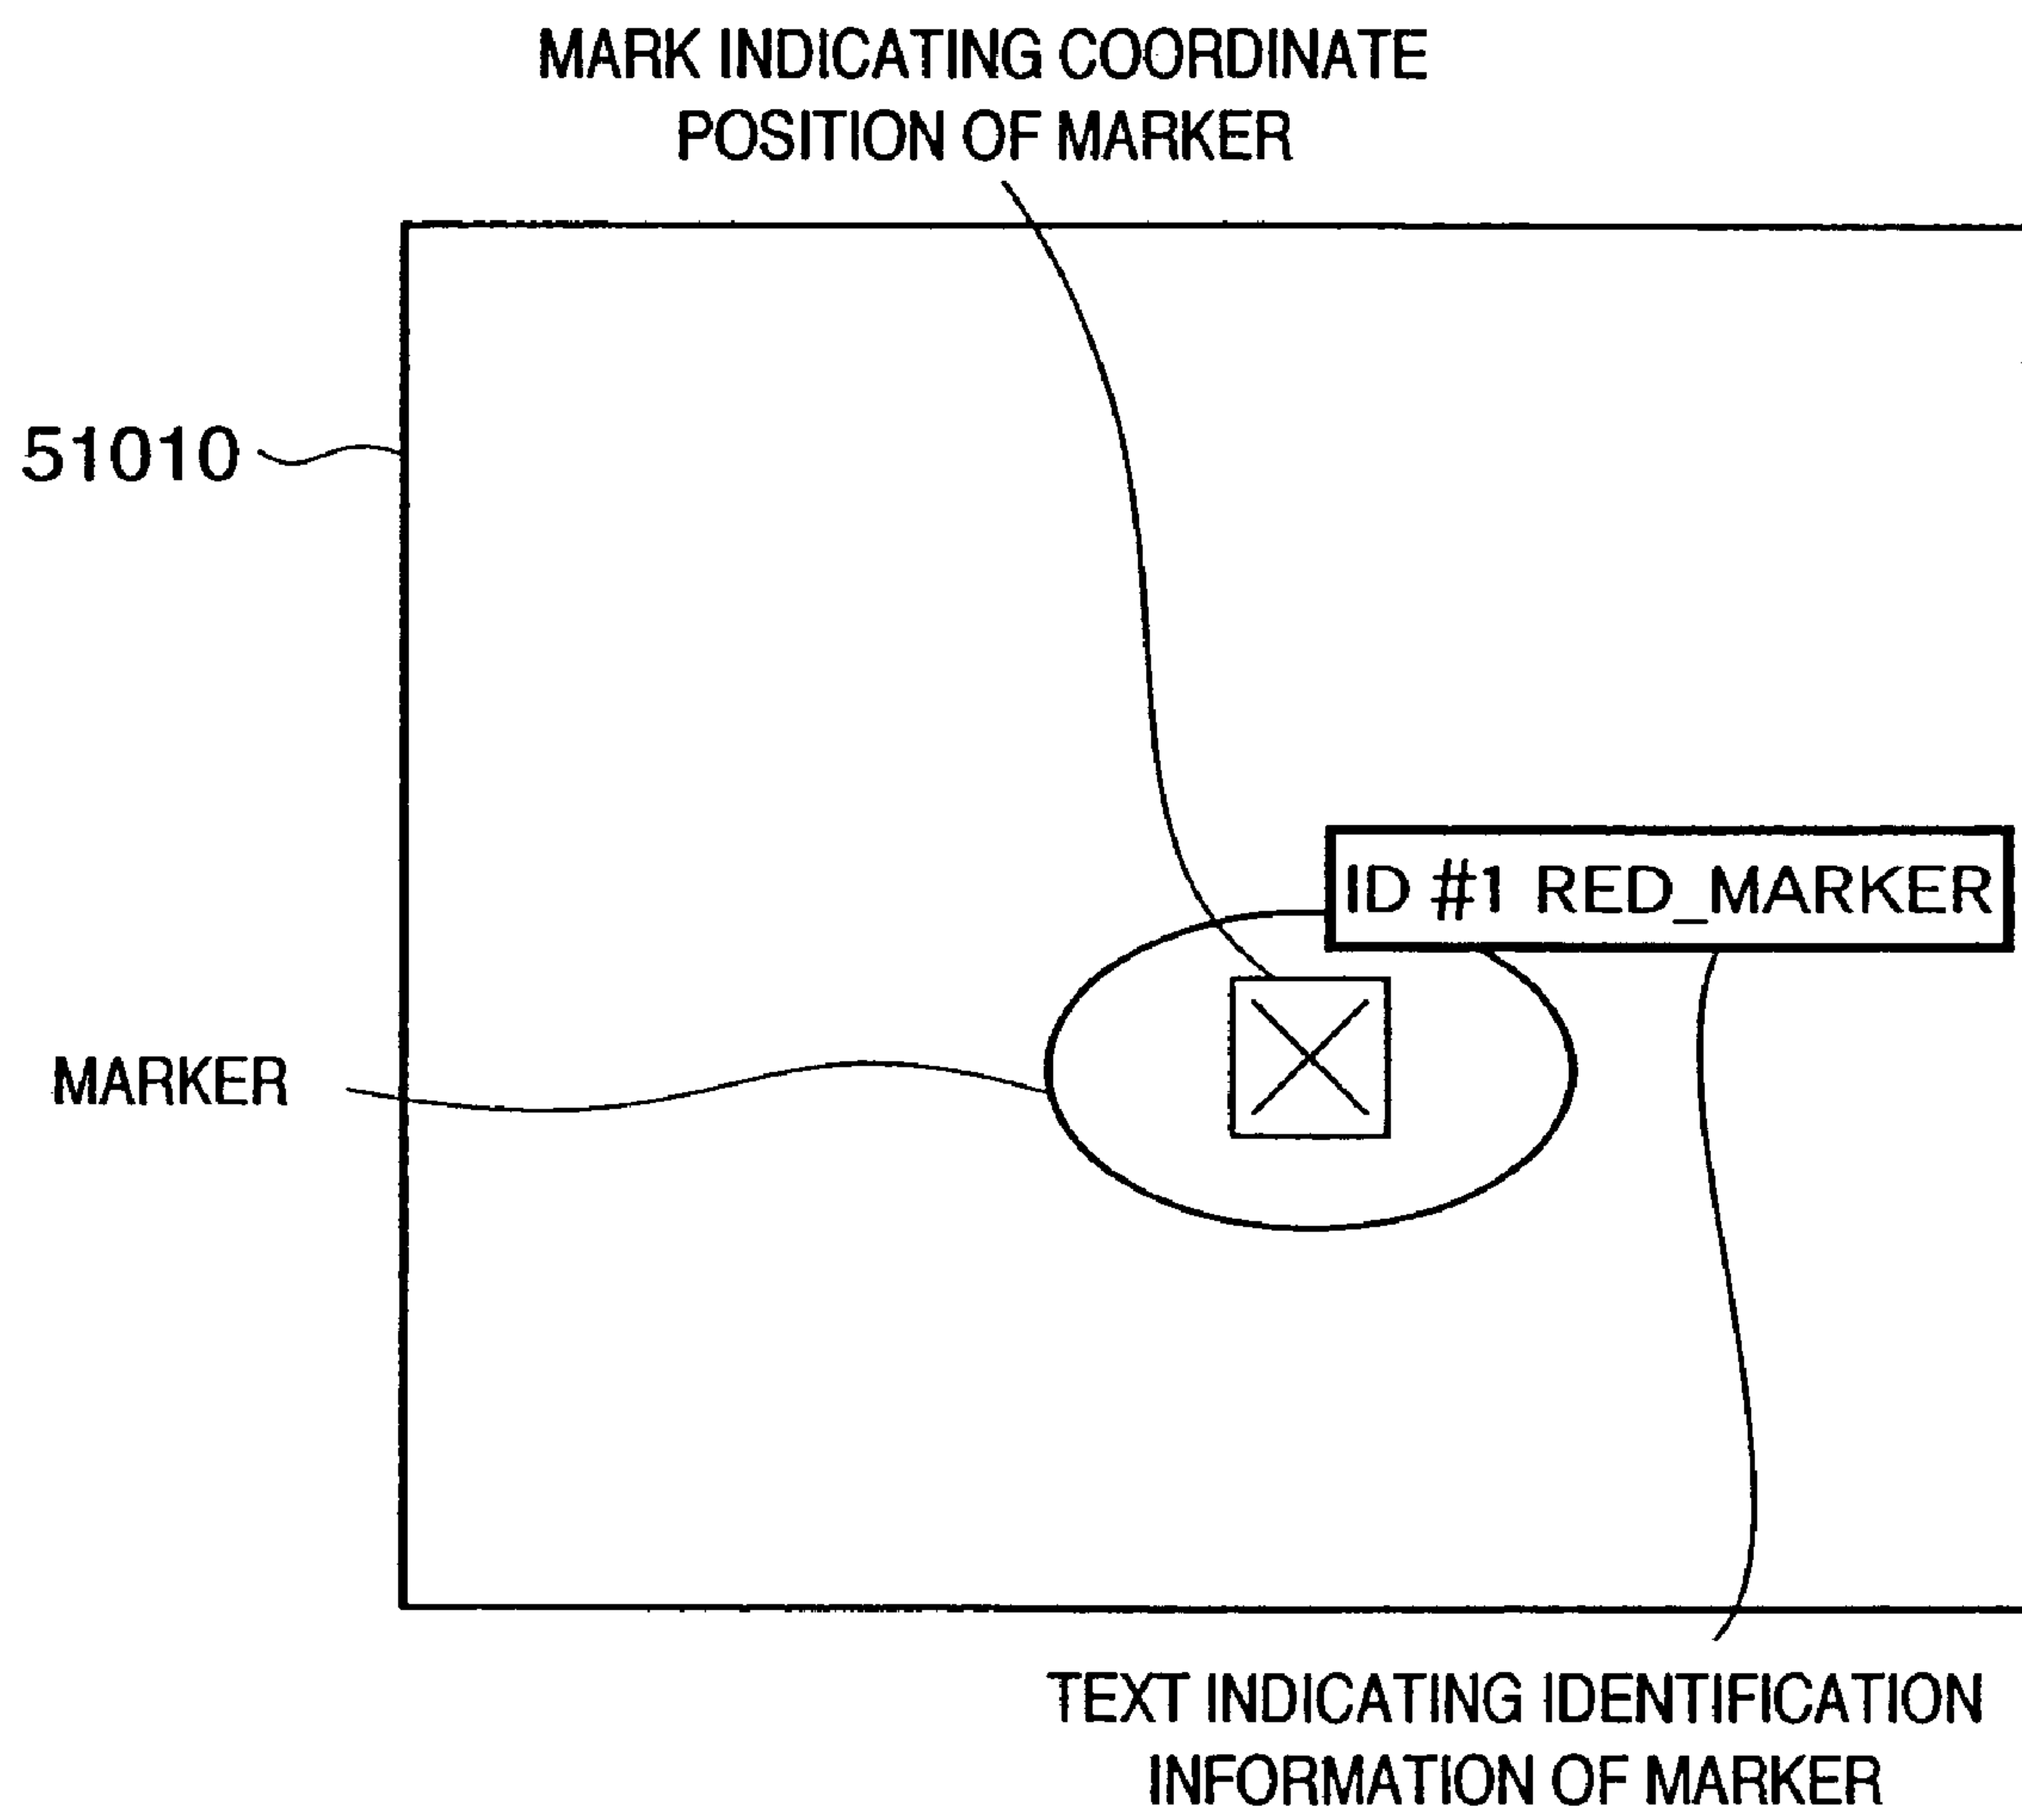 MARK INDICATING COORDINATE
POSITION OF MARKER
51010
ID #1 RED_MARKER
MARKER
TEXT INDICATING IDENTIFICATION
INFORMATION OF MARKER